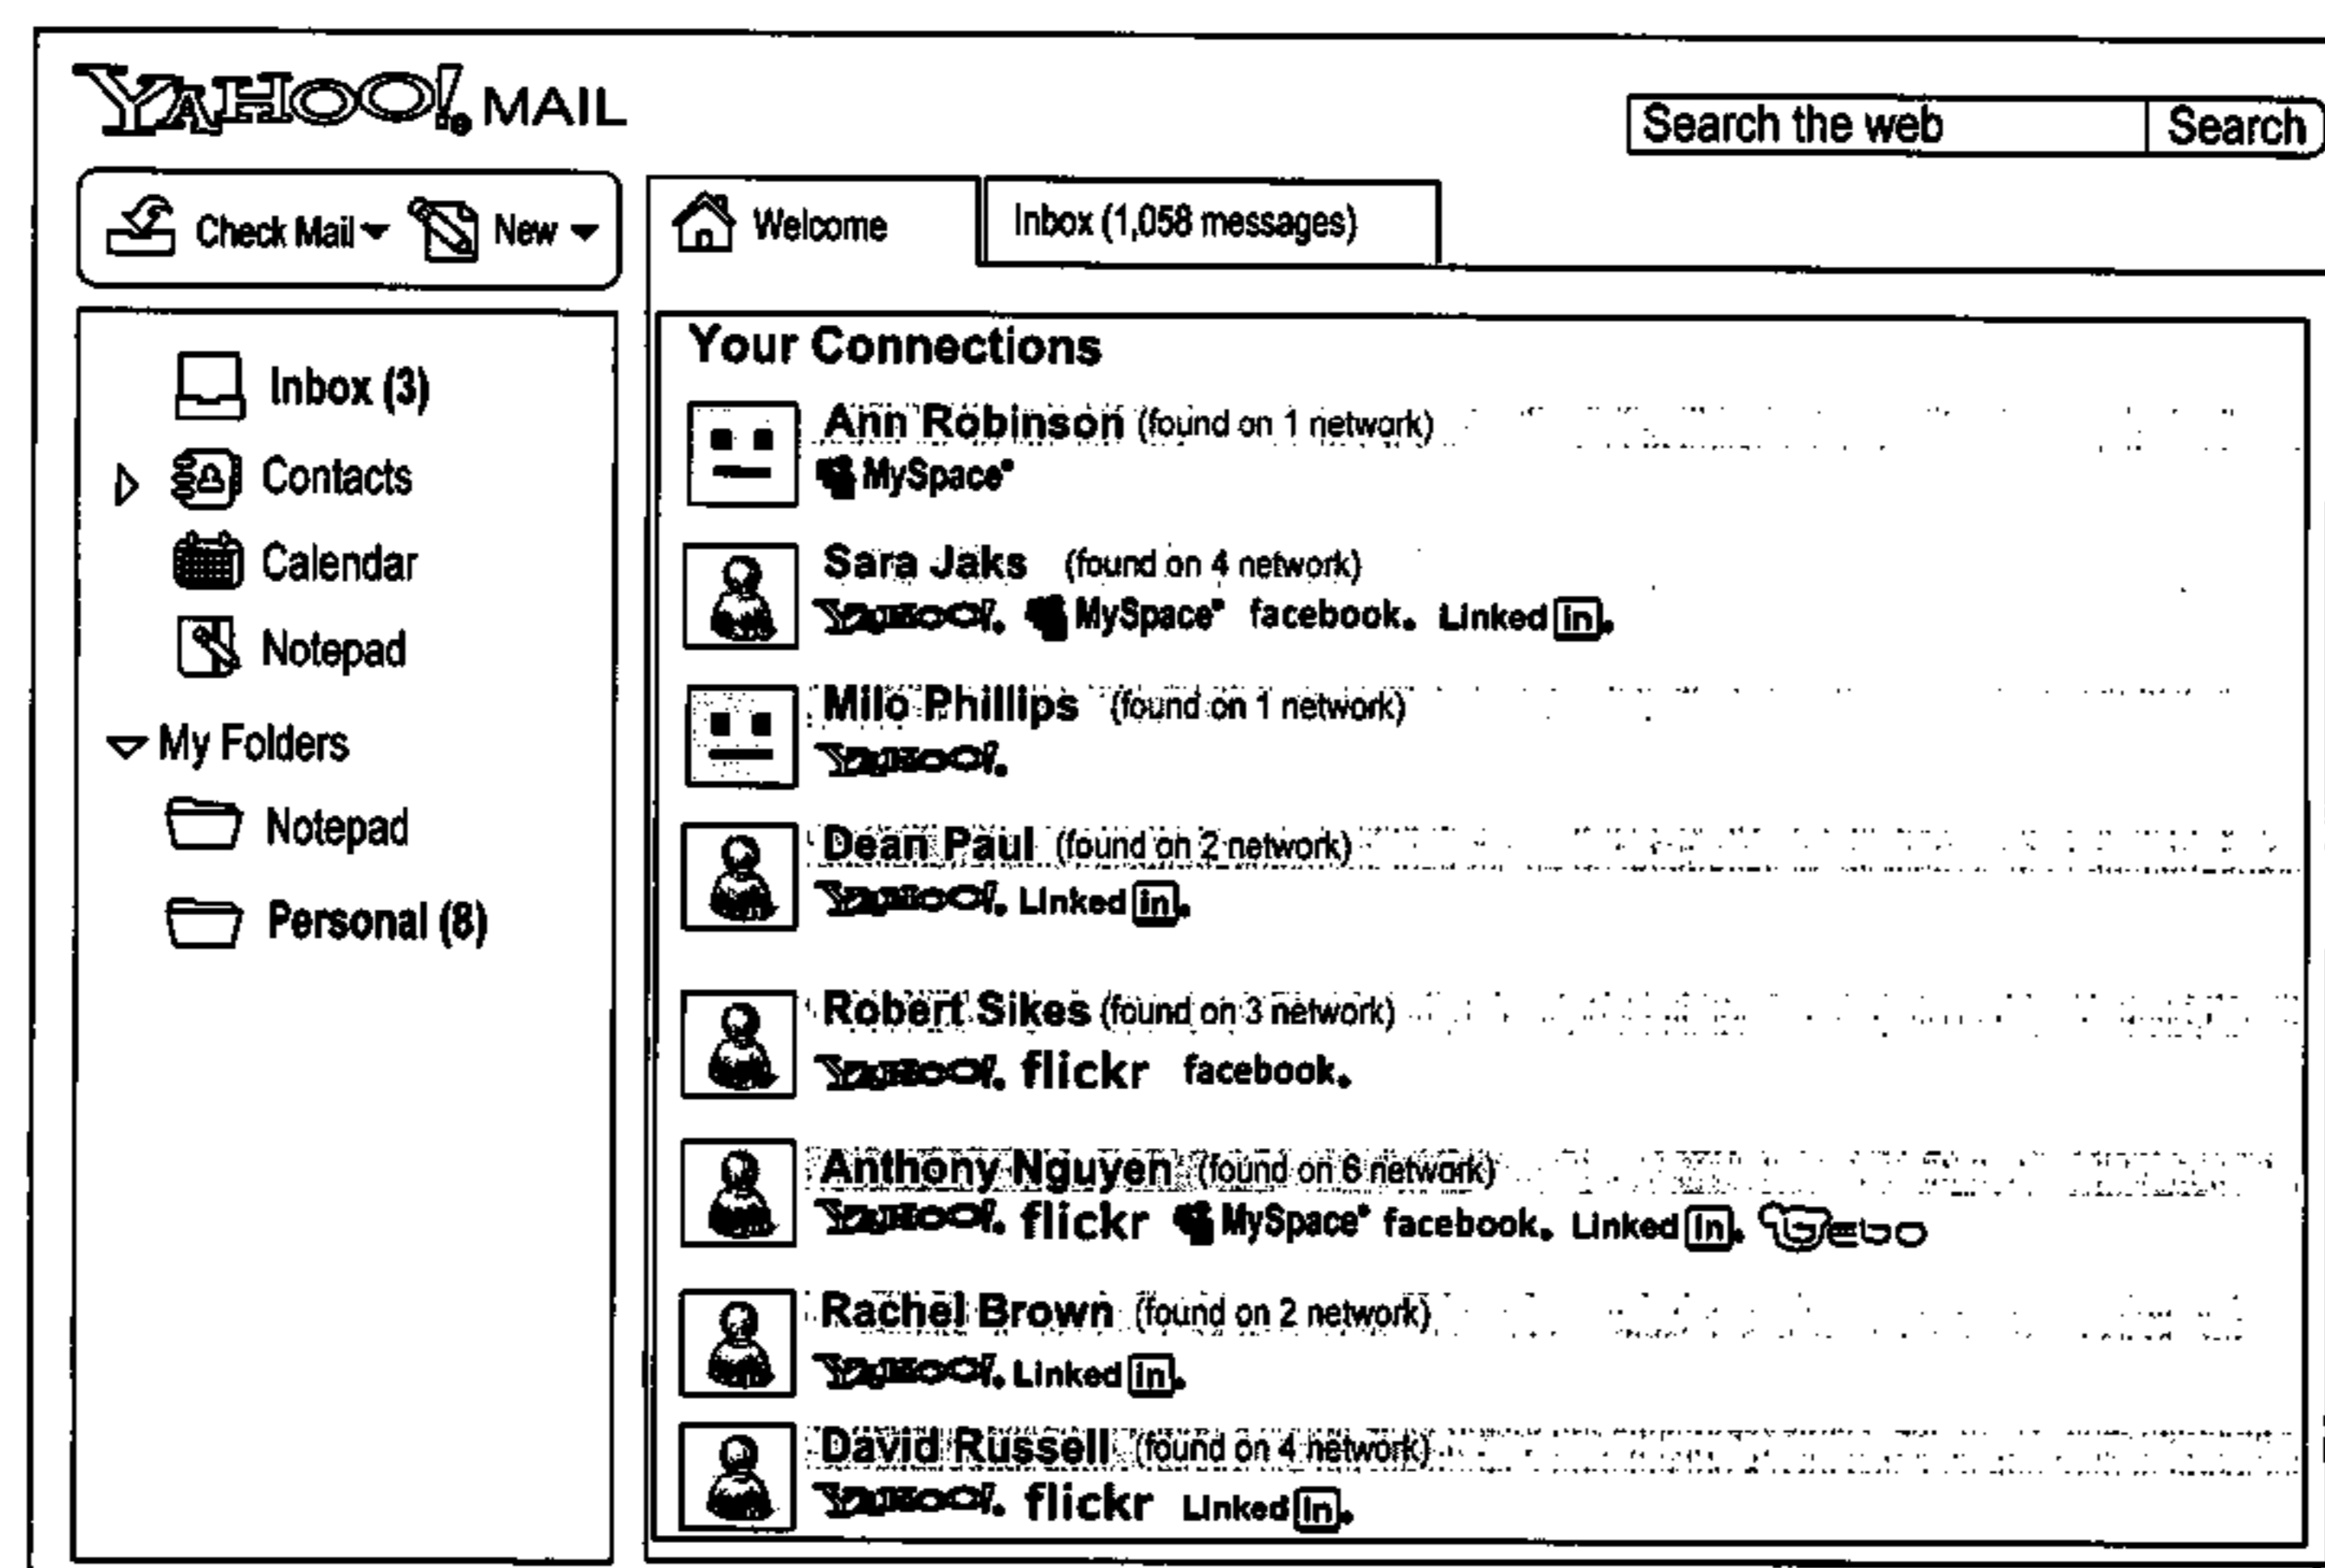 YAHOO! MAIL
Search the web Search
Check Mail New
Welcome Inbox (1,058 messages)
Inbox (3)
Contacts
Calendar
Notepad
My Folders
Notepad
Personal (8)
Your Connections
Ann Robinson (found on 1 network)
MySpace
Sara Jaks (found on 4 network)
YAHOO! MySpace facebook. Linked in.
Milo Phillips (found on 1 network)
YAHOO!
Dean Paul (found on 2 network)
YAHOO! Linked in.
Robert Sikes (found on 3 network)
YAHOO! flickr facebook.
Anthony Nguyen (found on 6 network)
YAHOO! flickr MySpace facebook. Linked in. Bebo
Rachel Brown (found on 2 network)
YAHOO! Linked in.
David Russell (found on 4 network)
YAHOO! flickr Linked in.